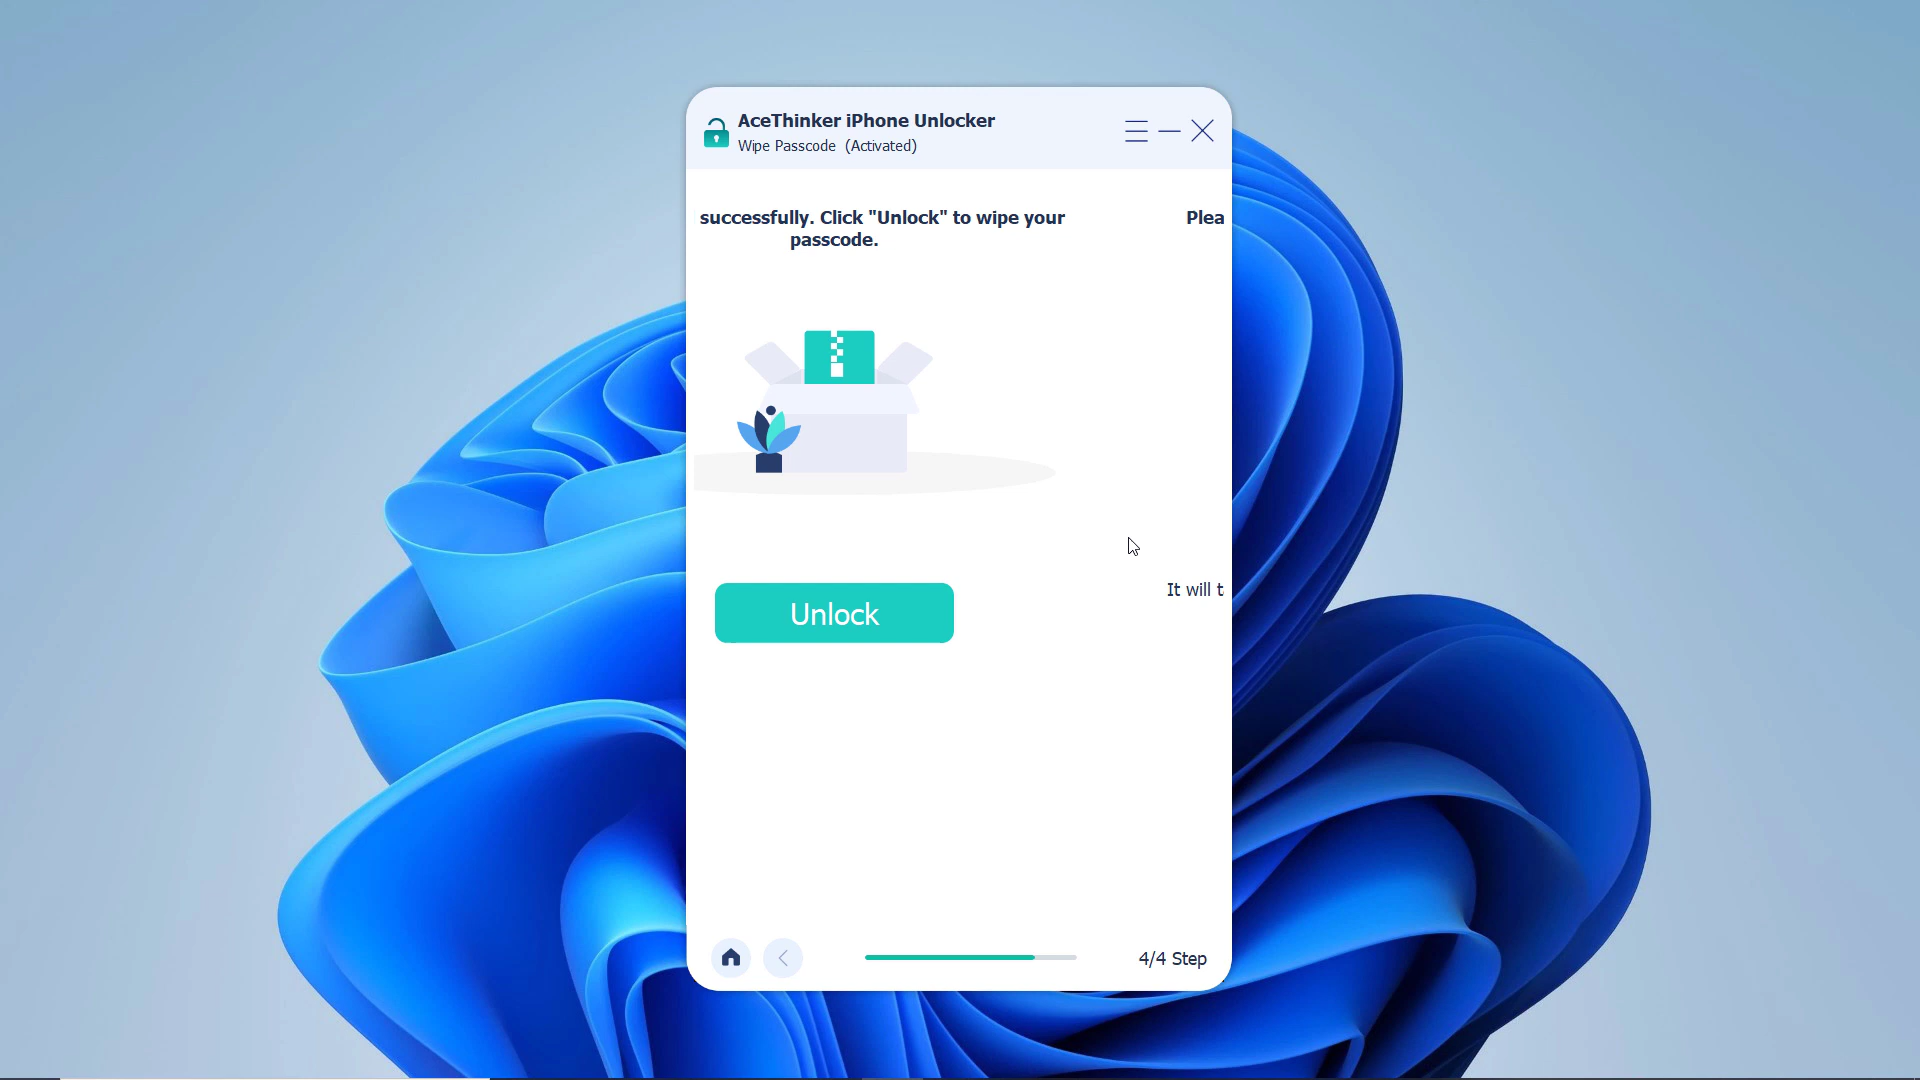 AceThinker iPhone Unlocker
Wipe Passcode (Activated)
successfully. Click "Unlock" to wipe your
passcode.
Plea
It will t
Unlock
4/4 Step